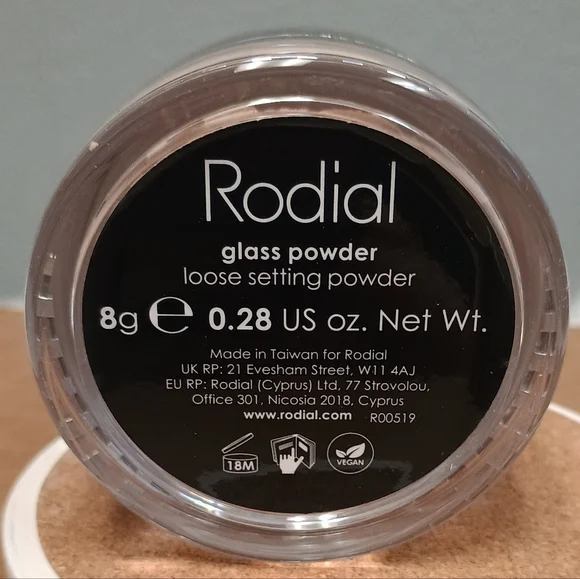 Rodial
glass powder
loose setting powder
8g ℮ 0.28 US oz. Net Wt.
Made in Taiwan for Rodial
UK RP: 21 Evesham Street, W11 4AJ
EU RP: Rodial (Cyprus) Ltd, 77 Strovolou,
Office 301, Nicosia 2018, Cyprus
www.rodial.com R00519
18M
VEGAN